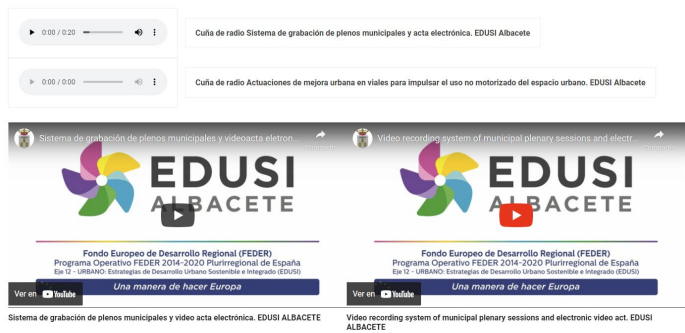 0:00 / 0:20
Cuña de radio Sistema de grabación de plenos municipales y acta electrónica. EDUSI Albacete
0:00 / 0:00
Cuña de radio Actuaciones de mejora urbana en viales para impulsar el uso no motorizado del espacio urbano. EDUSI Albacete
Sistema de grabación de plenos municipales y videoacta eletron...
EDUSI
ALBACETE
Fondo Europeo de Desarrollo Regional (FEDER)
Programa Operativo FEDER 2014-2020 Plurirregional de España
Eje 12 - URBANO: Estrategias de Desarrollo Urbano Sostenible e Integrado (EDUSI)
Una manera de hacer Europa
Ver en YouTube
Sistema de grabación de plenos municipales y video acta electrónica. EDUSI ALBACETE
Video recording system of municipal plenary sessions and electr...
EDUSI
ALBACETE
Fondo Europeo de Desarrollo Regional (FEDER)
Programa Operativo FEDER 2014-2020 Plurirregional de España
Eje 12 - URBANO: Estrategias de Desarrollo Urbano Sostenible e Integrado (EDUSI)
Una manera de hacer Europa
Ver en YouTube
Video recording system of municipal plenary sessions and electronic video act. EDUSI
ALBACETE